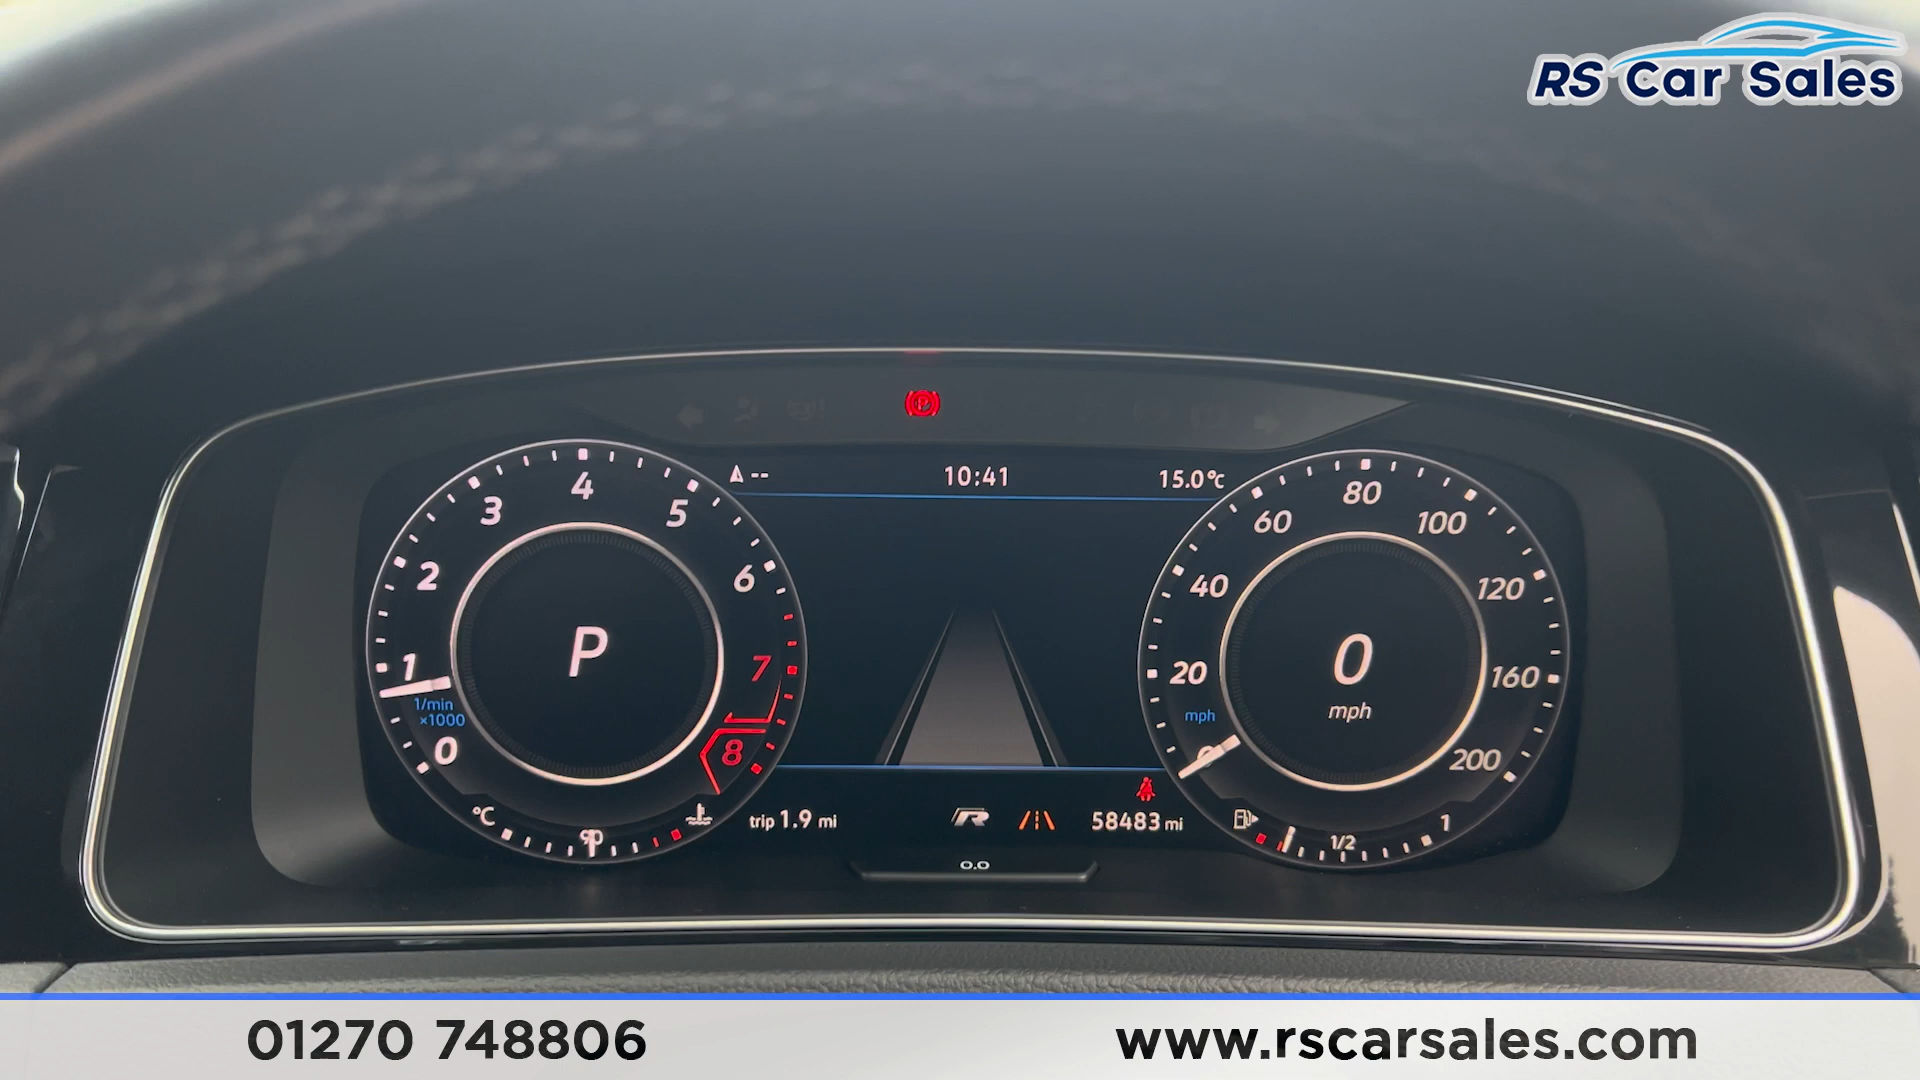 RS Car Sales
--
10:41
15.0°C
0
1
2
3
4
5
6
7
8
1/min
×1000
P
°C
90
trip 1.9 mi
R
58483 mi
0.0
0
20
40
60
80
100
120
160
200
mph
0
mph
1/2
1
01270 748806
www.rscarsales.com